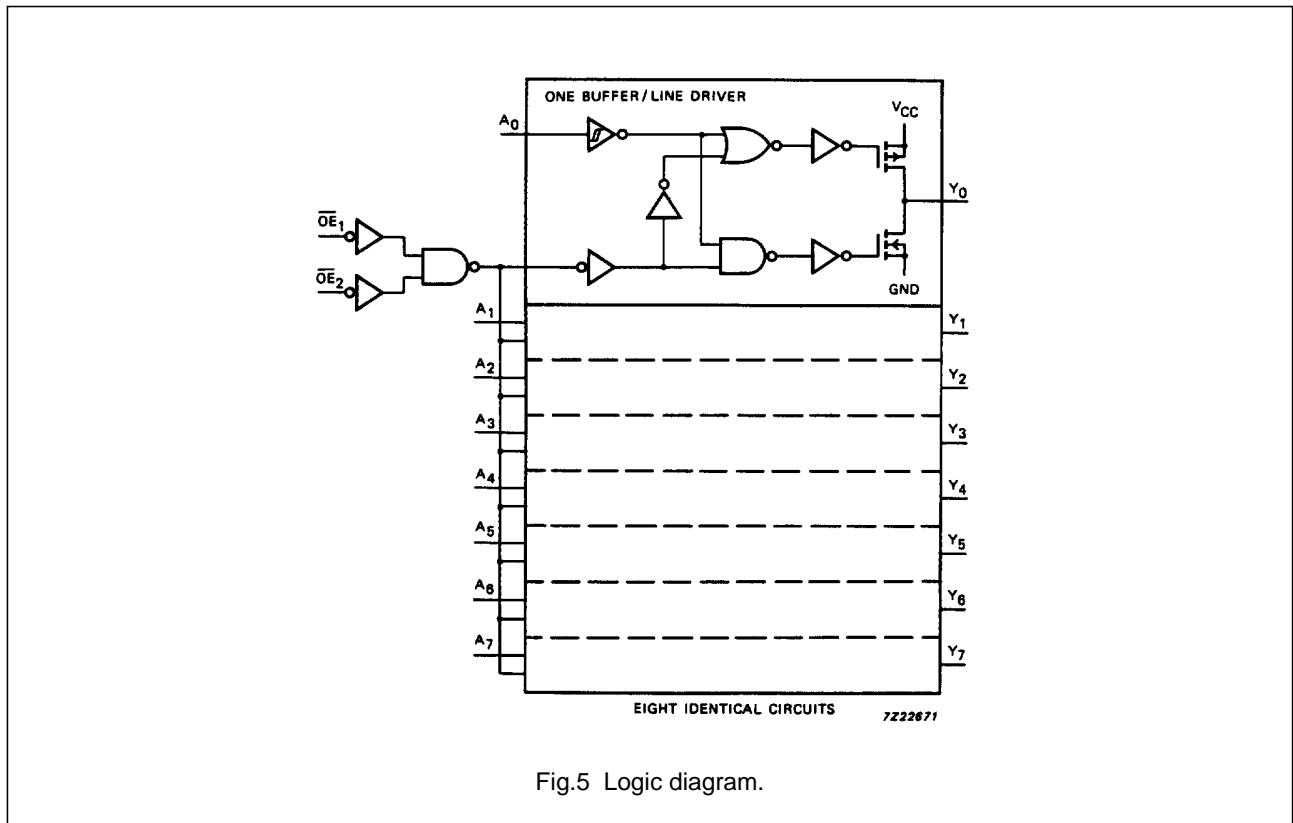 ONE BUFFER/LINE DRIVER
VCC
A0
Y0
OE1
OE2
GND
A1
Y1
A2
Y2
A3
Y3
A4
Y4
A5
Y5
A6
Y6
A7
Y7
EIGHT IDENTICAL CIRCUITS
7Z22671
Fig.5 Logic diagram.